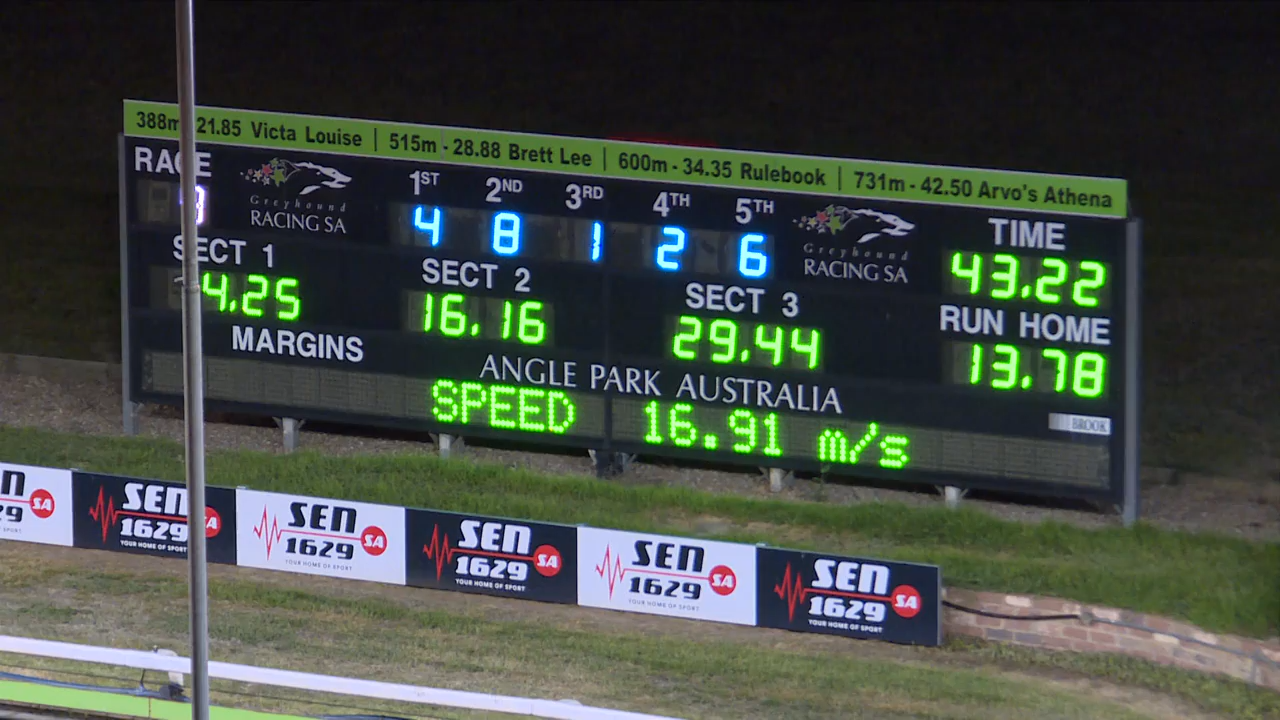 388m 21.85 Victa Louise | 515m - 28.88 Brett Lee | 600m - 34.35 Rulebook | 731m - 42.50 Arvo's Athena
RACE
Greyhound
RACING SA
1ST 2ND 3RD 4TH 5TH
4 8 1 2 6
Greyhound
RACING SA
TIME
43.22
SECT 1
4.25
SECT 2
16.16
SECT 3
29.44
RUN HOME
13.78
MARGINS
ANGLE PARK AUSTRALIA
SPEED 16.91 m/s
BROOK
SA
SEN
1629 SA
YOUR HOME OF SPORT
SEN
1629 SA
YOUR HOME OF SPORT
SEN
1629 SA
YOUR HOME OF SPORT
SEN
1629 SA
YOUR HOME OF SPORT
SEN
1629 SA
YOUR HOME OF SPORT